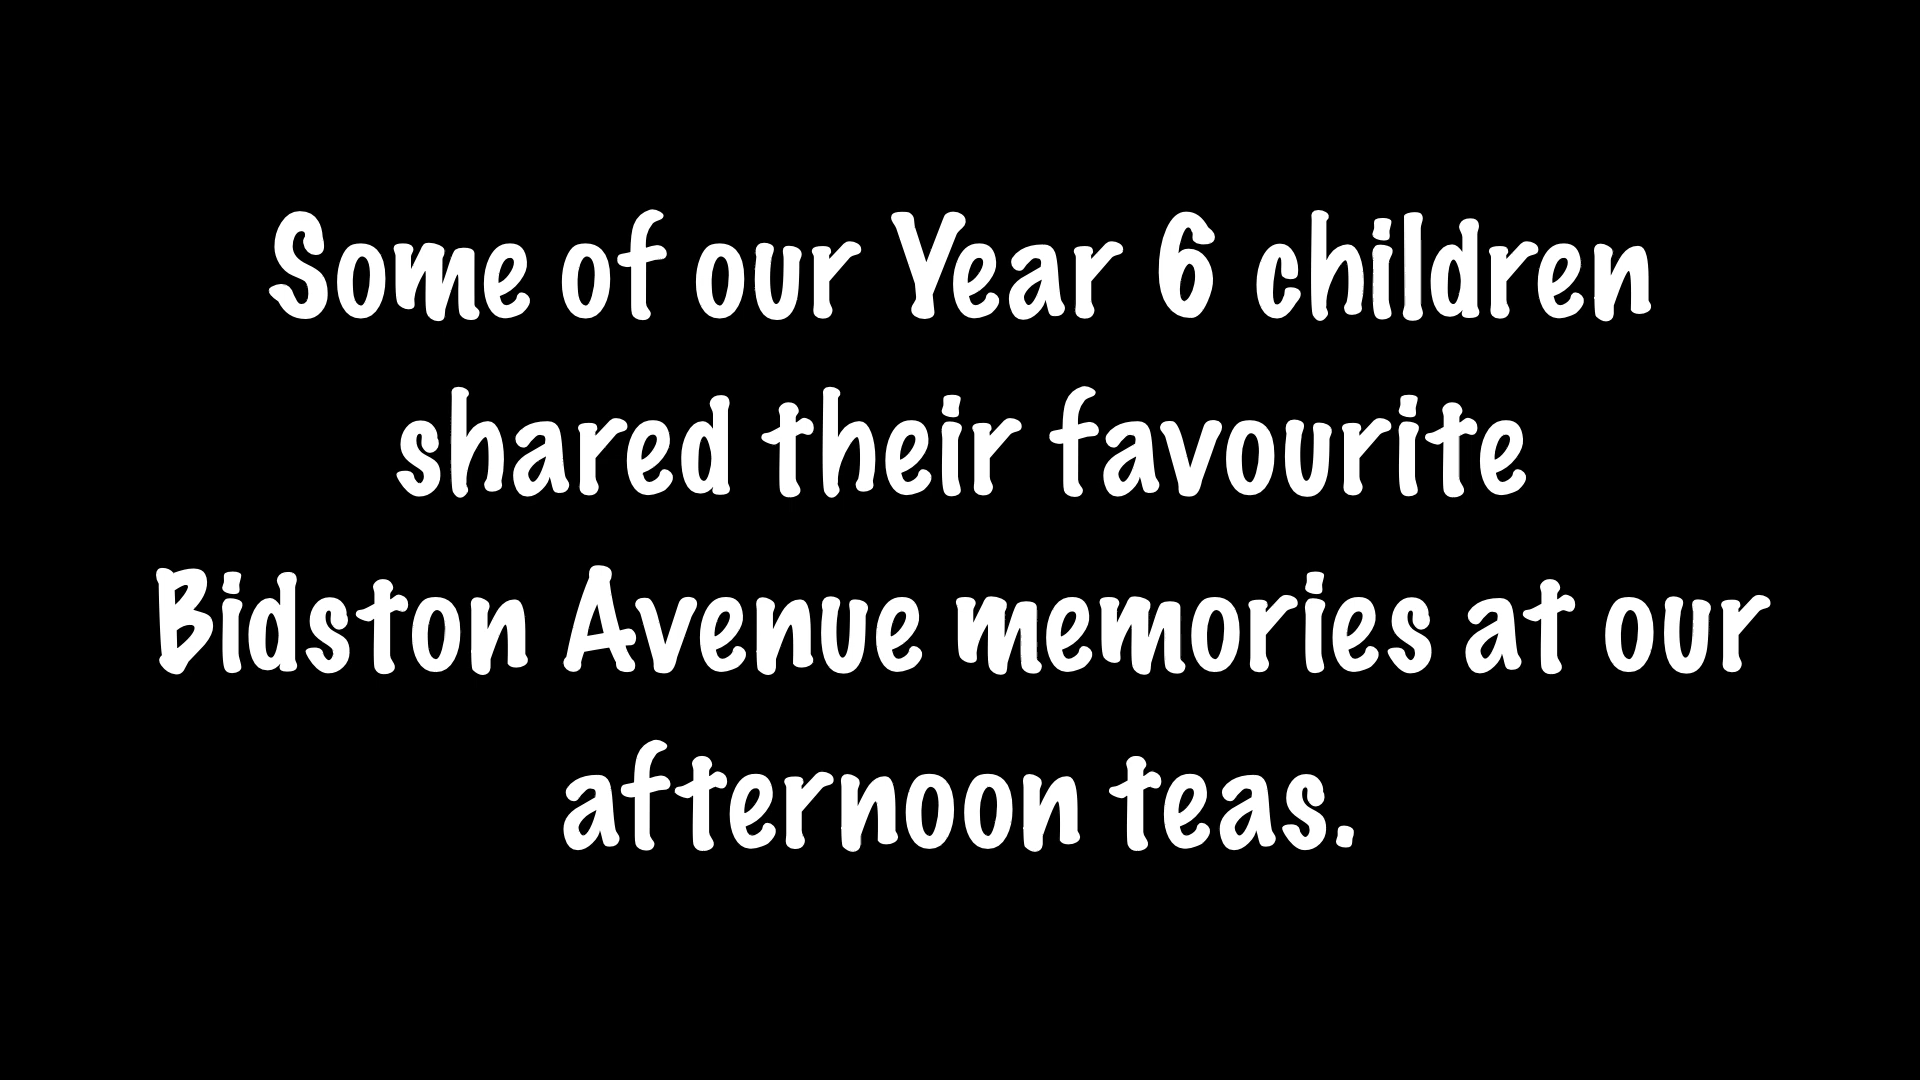 Some of our Year 6 children
shared their favourite
Bidston Avenue memories at our
afternoon teas.